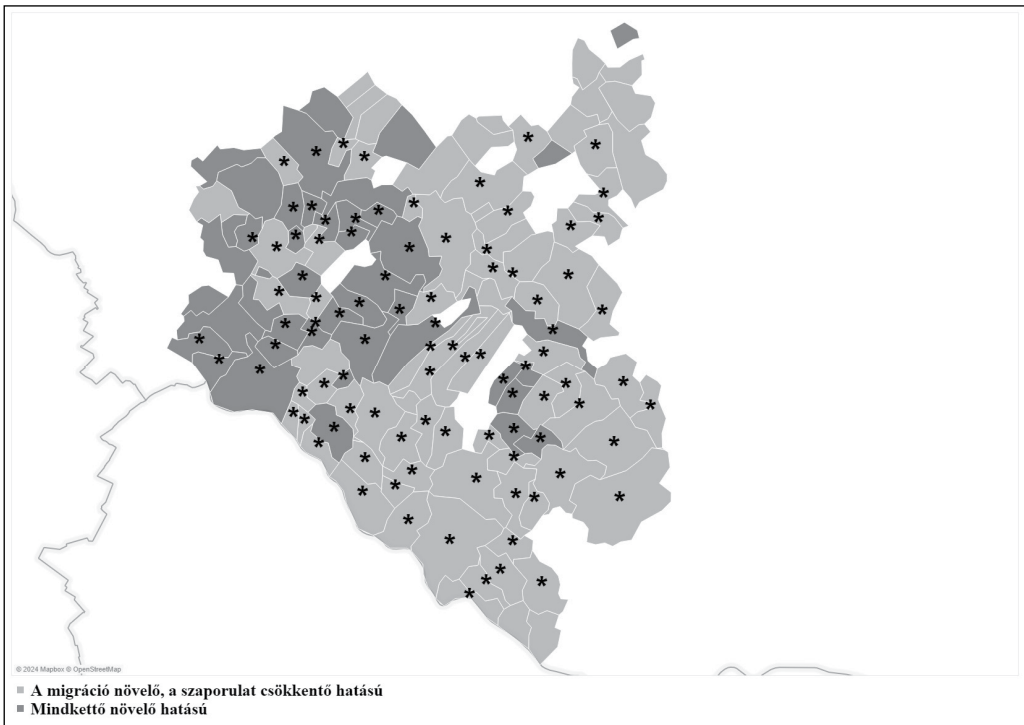 © 2024 Mapbox © OpenStreetMap
A migráció növelő, a szaporulat csökkentő hatású
Mindkettő növelő hatású